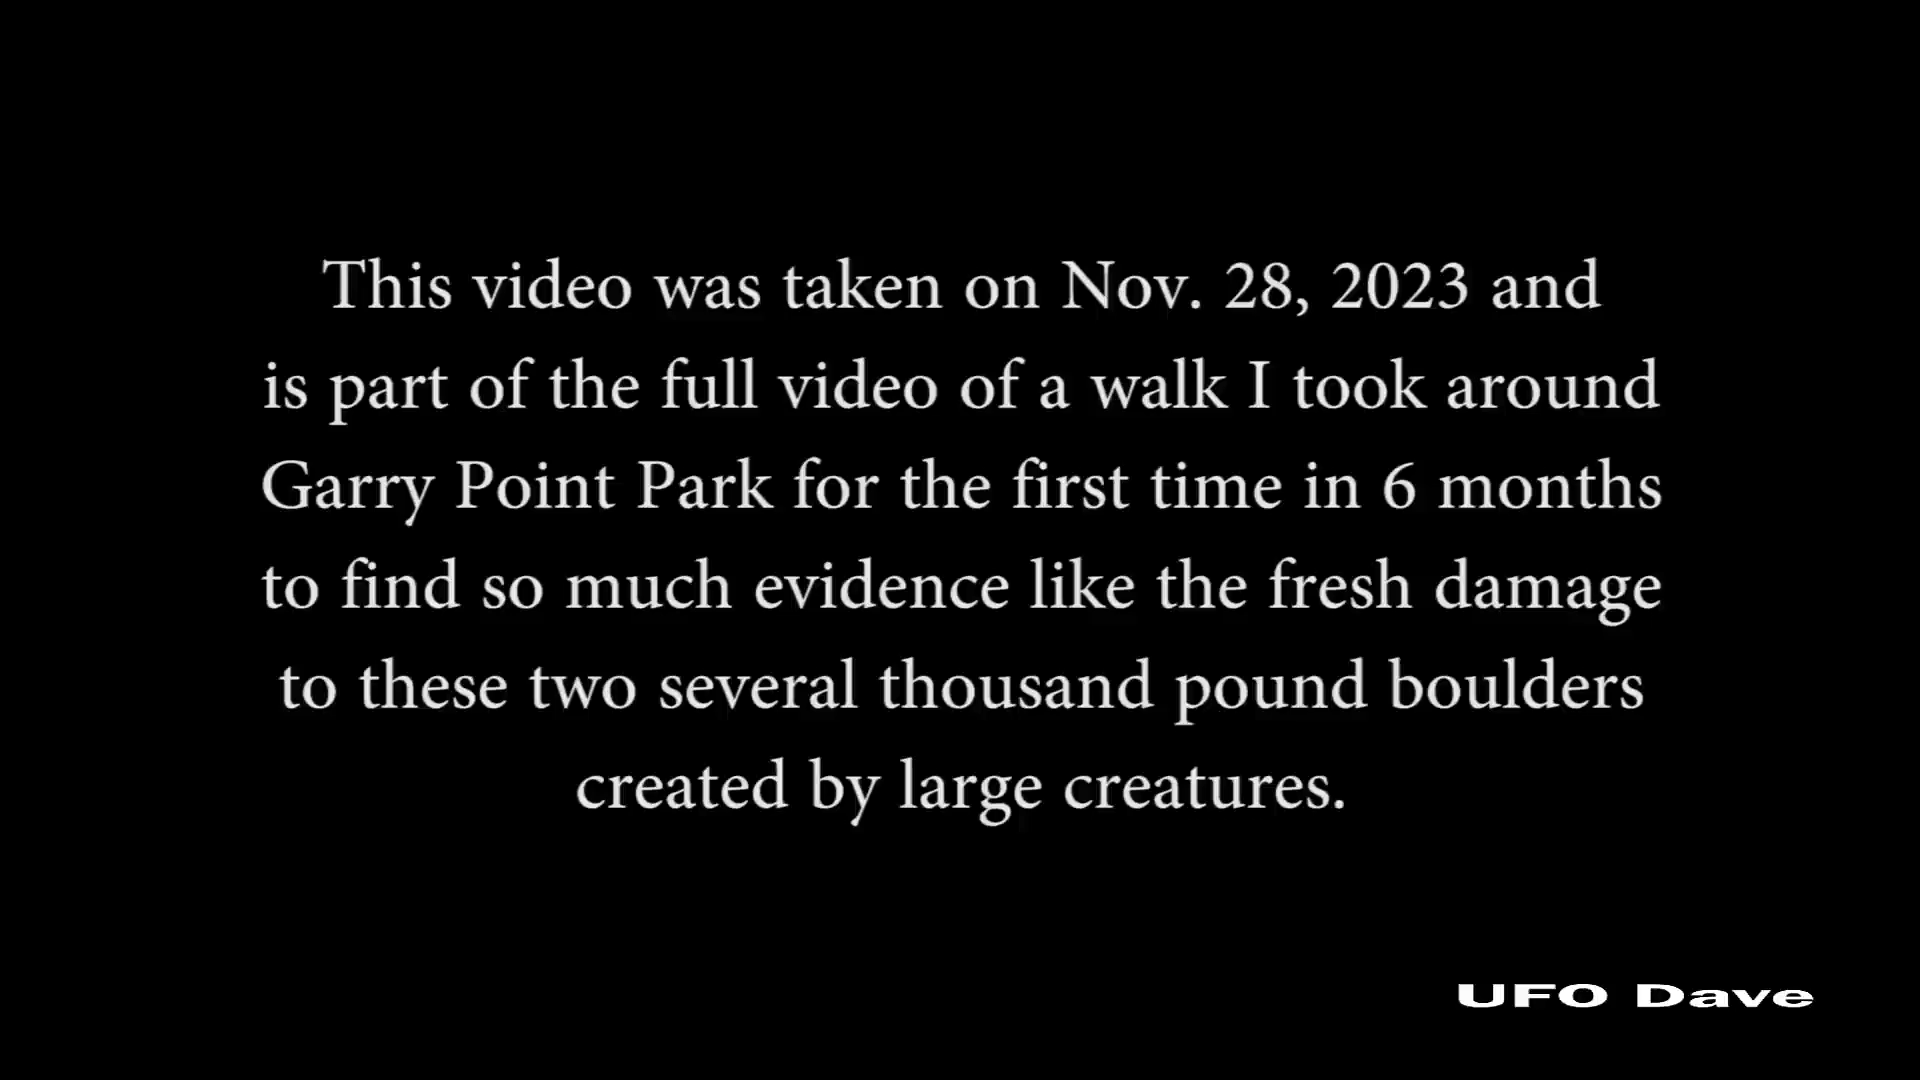 This video was taken on Nov. 28, 2023 and
is part of the full video of a walk I took around
Garry Point Park for the first time in 6 months
to find so much evidence like the fresh damage
to these two several thousand pound boulders
created by large creatures.
UFO Dave